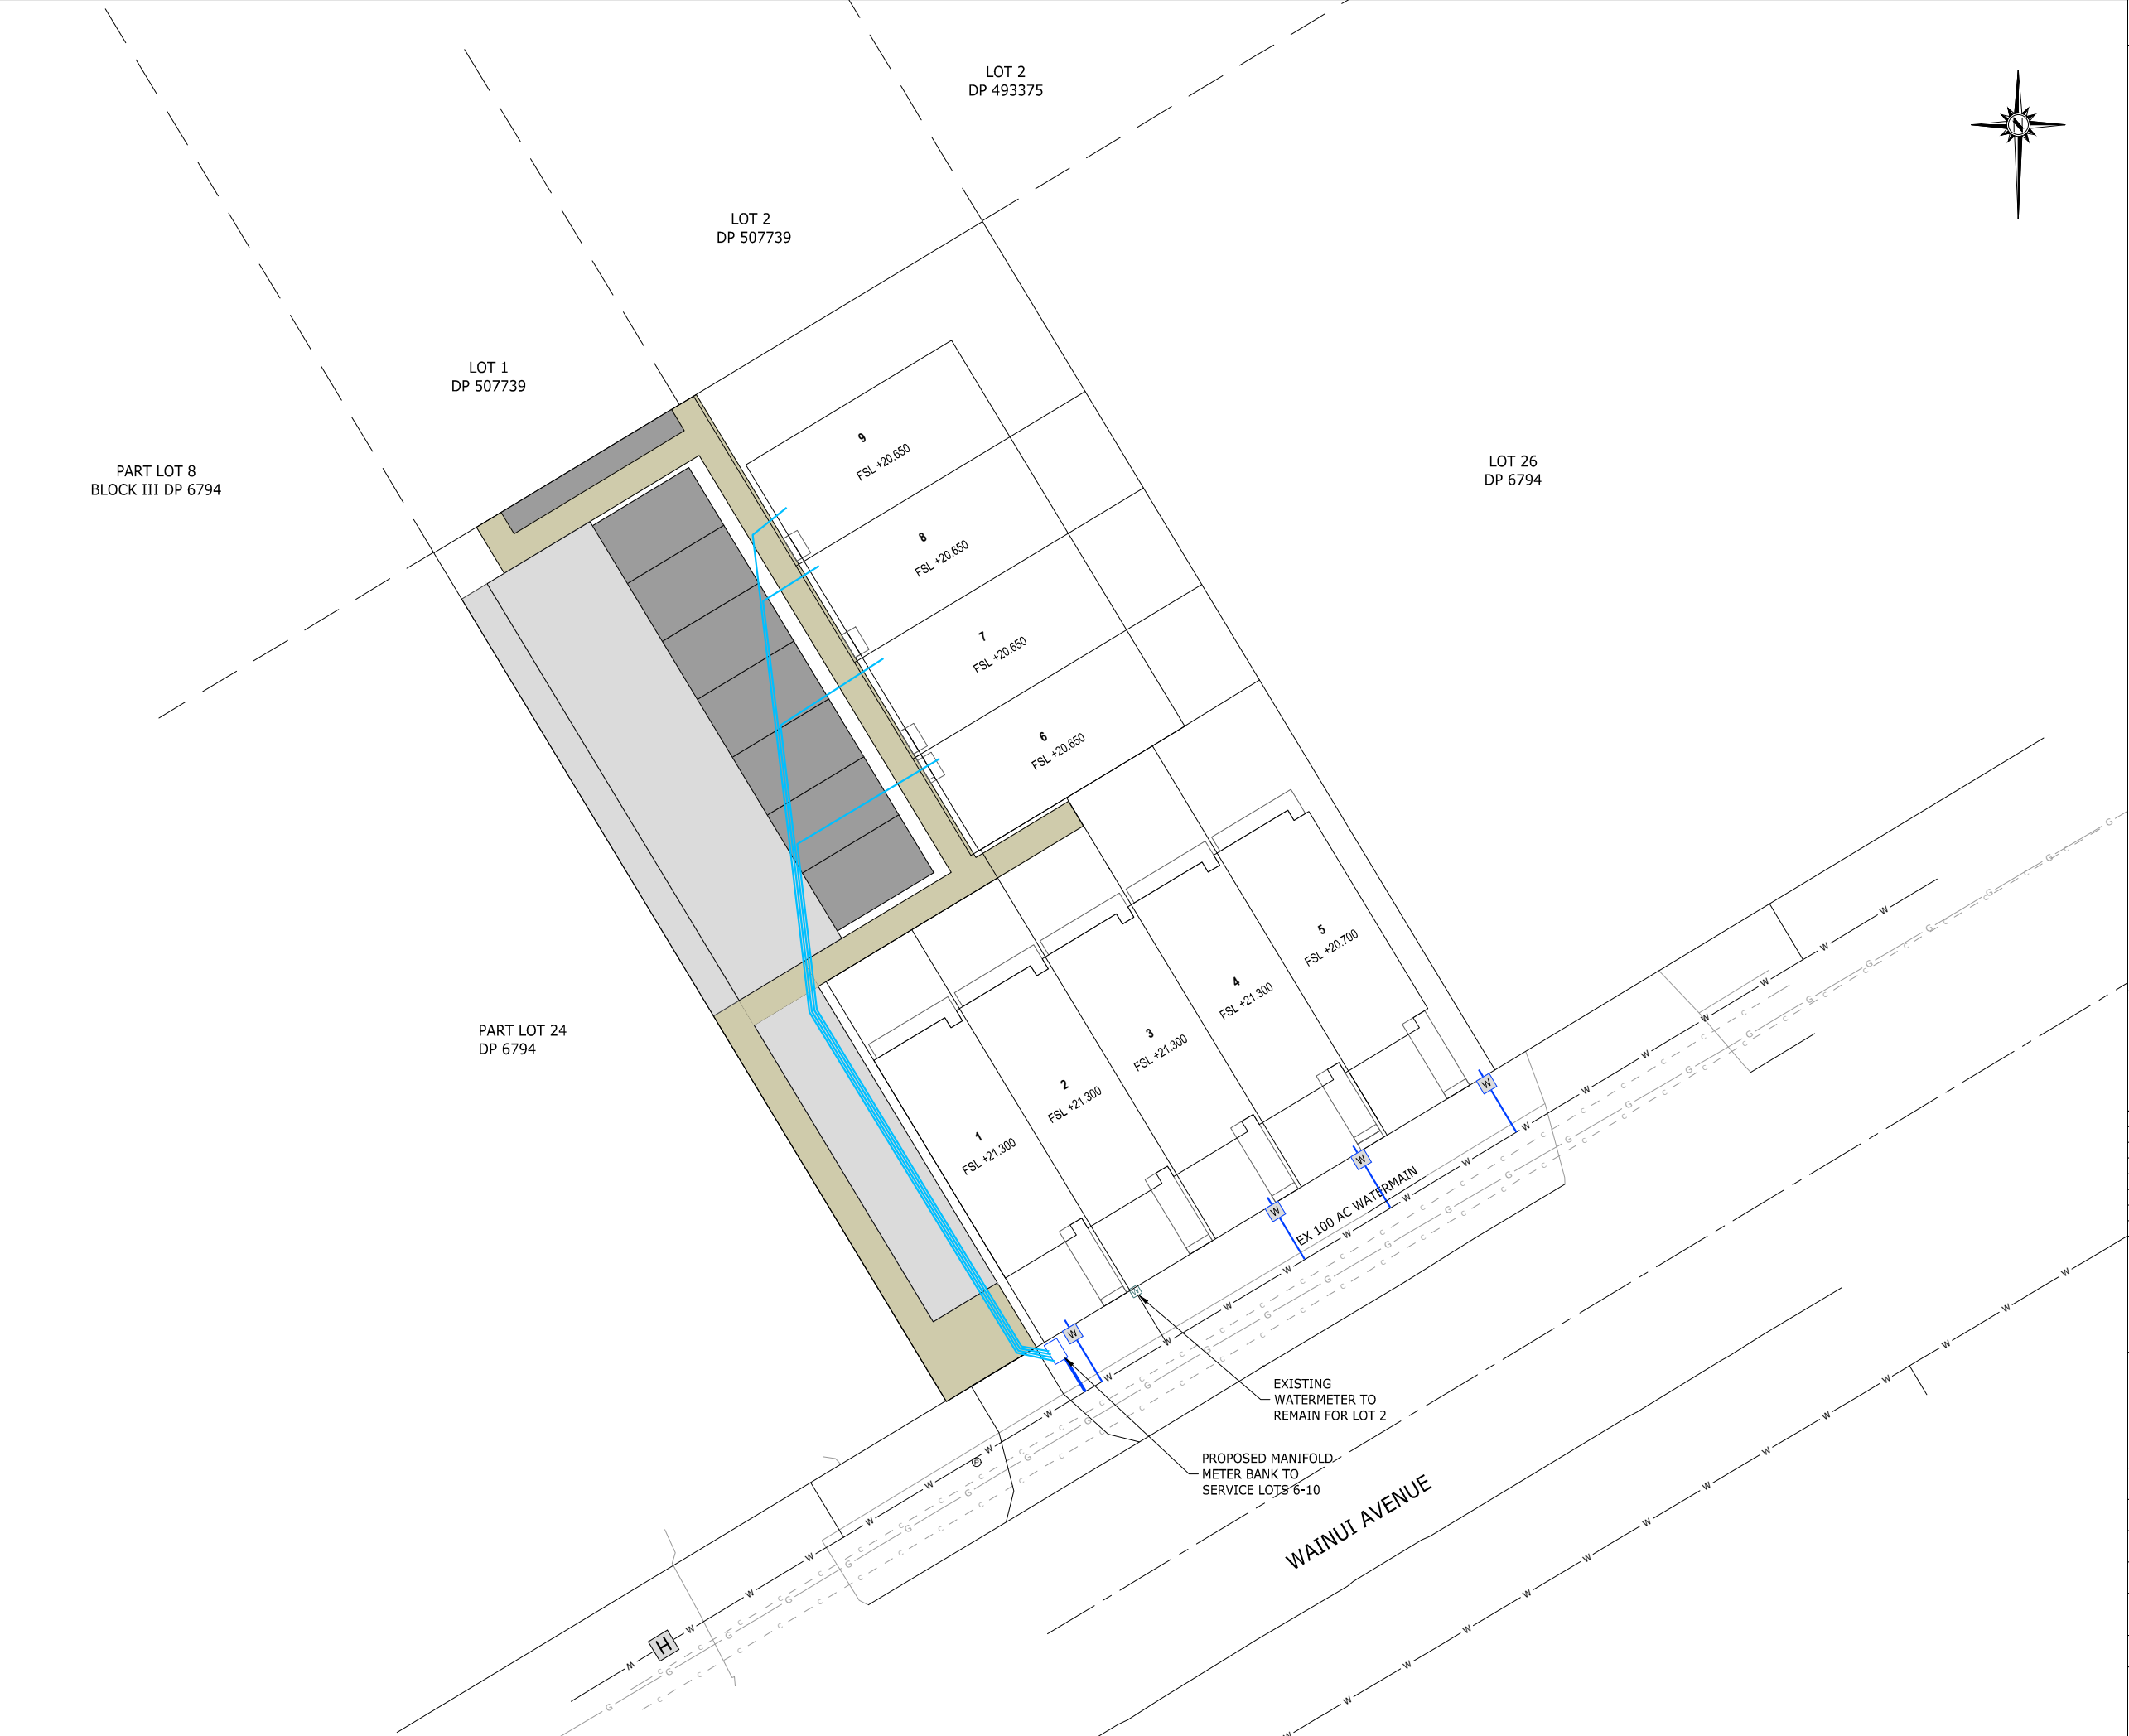 LOT 2
DP 493375
N
LOT 2
DP 507739
LOT 1
DP 507739
PART LOT 8
BLOCK III DP 6794
LOT 26
DP 6794
9
FSL +20.650
8
FSL +20.650
7
FSL +20.650
6
FSL +20.650
5
FSL +20.700
4
FSL +21.300
3
FSL +21.300
2
FSL +21.300
1
FSL +21.300
PART LOT 24
DP 6794
W
W
W
W
EX 100 AC WATERMAIN
EXISTING
WATERMETER TO
REMAIN FOR LOT 2
PROPOSED MANIFOLD
METER BANK TO
SERVICE LOTS 6-10
WAINUI AVENUE
H